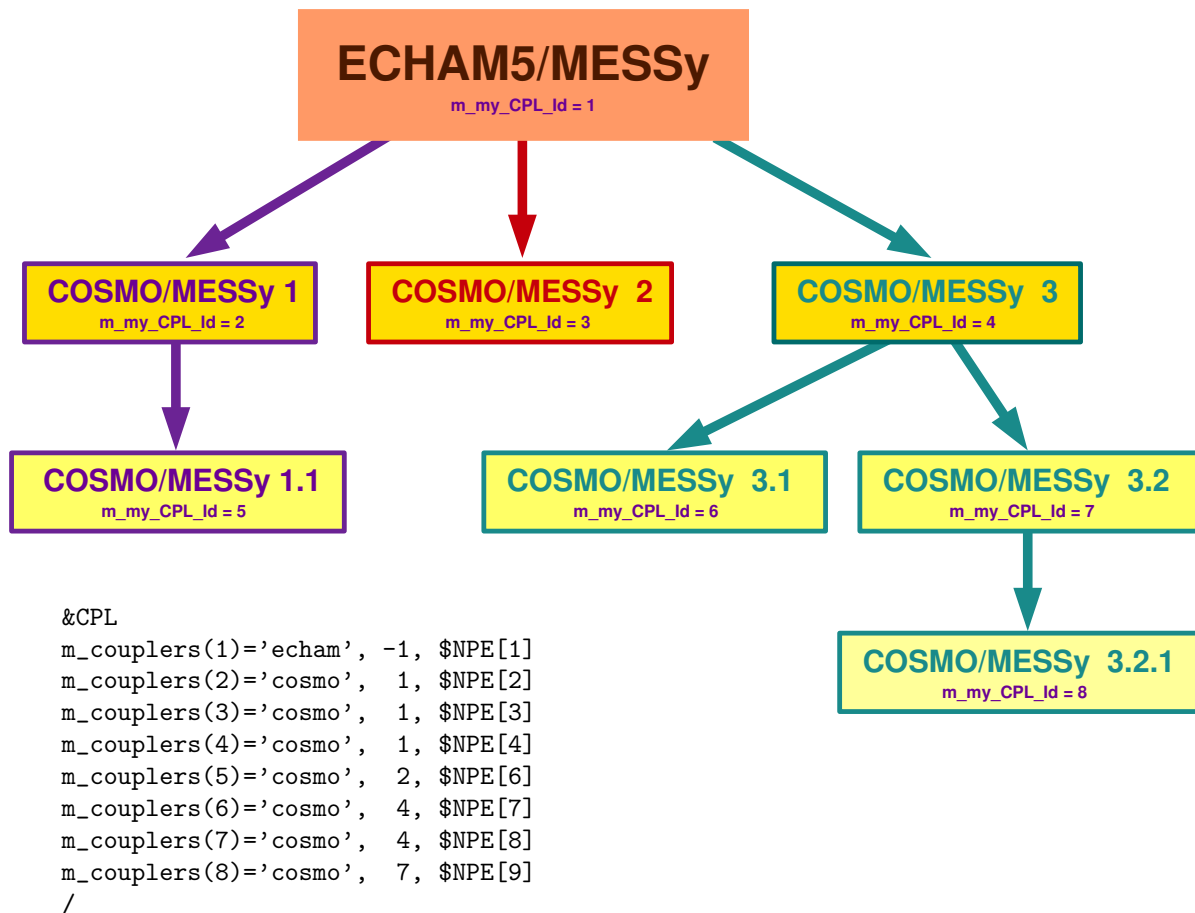 ECHAM5/MESSy
m_my_CPL_Id = 1
COSMO/MESSy 1
m_my_CPL_Id = 2
COSMO/MESSy 2
m_my_CPL_Id = 3
COSMO/MESSy 3
m_my_CPL_Id = 4
COSMO/MESSy 1.1
m_my_CPL_Id = 5
COSMO/MESSy 3.1
m_my_CPL_Id = 6
COSMO/MESSy 3.2
m_my_CPL_Id = 7
COSMO/MESSy 3.2.1
m_my_CPL_Id = 8
&CPL
m_couplers(1)=’echam’, -1, $NPE[1]
m_couplers(2)=’cosmo’, 1, $NPE[2]
m_couplers(3)=’cosmo’, 1, $NPE[3]
m_couplers(4)=’cosmo’, 1, $NPE[4]
m_couplers(5)=’cosmo’, 2, $NPE[6]
m_couplers(6)=’cosmo’, 4, $NPE[7]
m_couplers(7)=’cosmo’, 4, $NPE[8]
m_couplers(8)=’cosmo’, 7, $NPE[9]
/